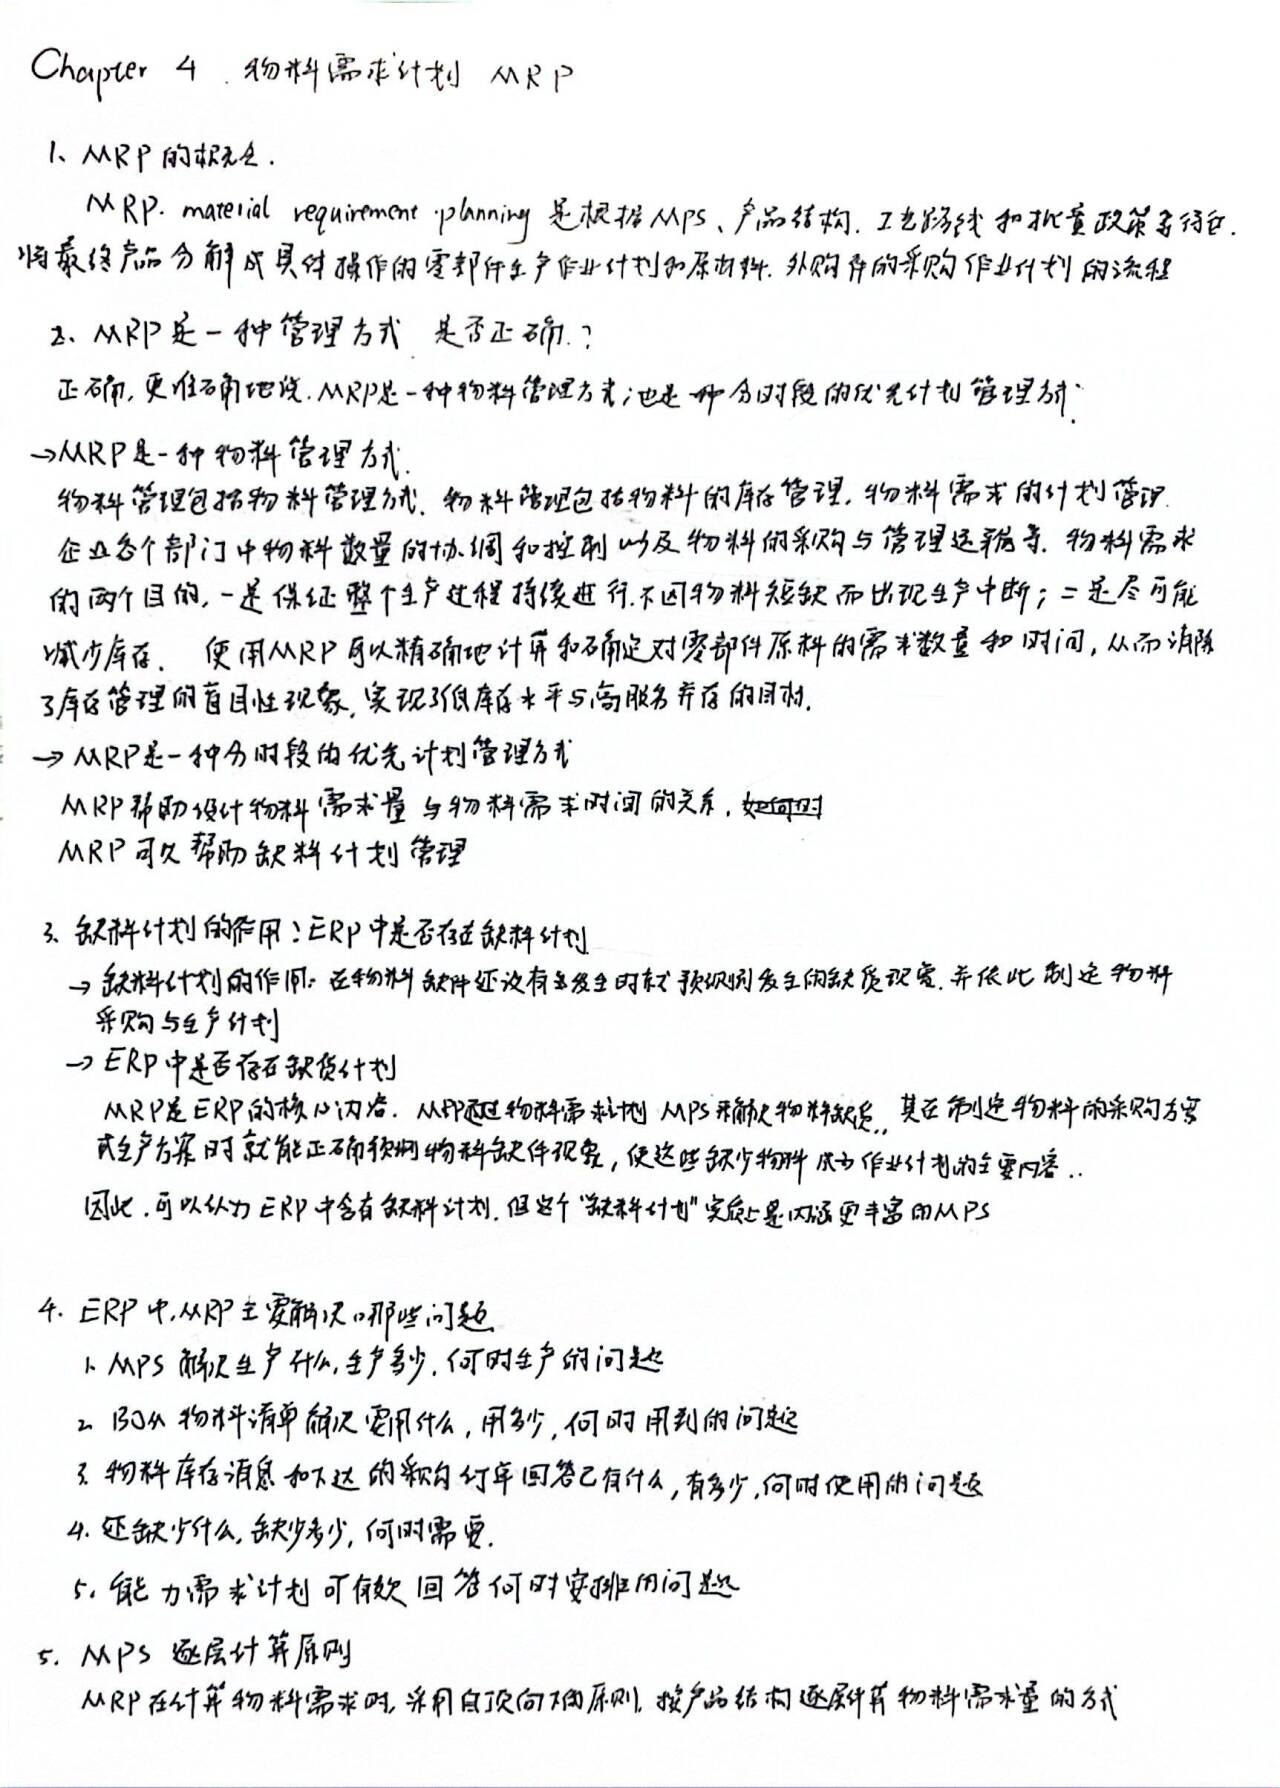 Chapter 4. 物料需求计划 MRP
1、MRP的概念.
MRP. material requirement planning 是根据MPS、产品结构. 工艺路线和批量政策等特征.
将最终产品分解成具体操作的零部件生产作业计划和原材料. 外购件的采购作业计划的流程
2、MRP是一种管理方式 是否正确.?
正确, 更准确地说. MRP是一种物料管理方式;也是一种分时段的优先计划管理方式.
→MRP是一种物料管理方式.
物料管理包括物料管理方式. 物料管理包括物料的库存管理. 物料需求的计划管理.
企业各个部门中物料数量的协调和控制以及物料的采购与管理运输等. 物料需求
的两个目的, 一是保证整个生产过程持续进行.不因物料短缺而出现生产中断; 二是尽可能
减少库存. 使用MRP可以精确地计算和确定对零部件原料的需求数量和时间, 从而消除
了库存管理的盲目性现象, 实现了低库存水平与高服务并存的目标.
→ MRP是一种分时段的优先计划管理方式
MRP帮助设计物料需求量与物料需求时间的关系. 如何对
MRP可以帮助缺料计划管理
3、缺料计划的作用? ERP中是否存在缺料计划
→ 缺料计划的作用: 在物料缺件还没有发生时就预测到发生的缺货现象. 并依此制定物料
采购与生产计划
→ ERP中是否存在缺货计划
MRP是ERP的核心内容. MRP通过物料需求计划 MPS来解决物料缺货,, 其在制定物料的采购方案
或生产方案时就能正确预测物料缺件现象, 使这些缺少物料成为作业计划的主要内容..
因此. 可以认为ERP中含有缺料计划. 但这个“缺料计划”实质上是内涵更丰富的MPS
4. ERP中, MRP主要解决哪些问题
1. MPS 解决生产什么, 生产多少. 何时生产的问题
2 BOM 物料清单解决要用什么, 用多少, 何时用到的问题
3. 物料库存消息和下达的采购订单回答已有什么, 有多少, 何时使用的问题
4. 还缺少什么, 缺少多少, 何时需要.
5. 能力需求计划可有效回答何时安排的问题
5. MPS 逐层计算原则
MRP在计算物料需求时, 采用自顶向下的原则. 按产品结构逐层计算物料需求量的方式